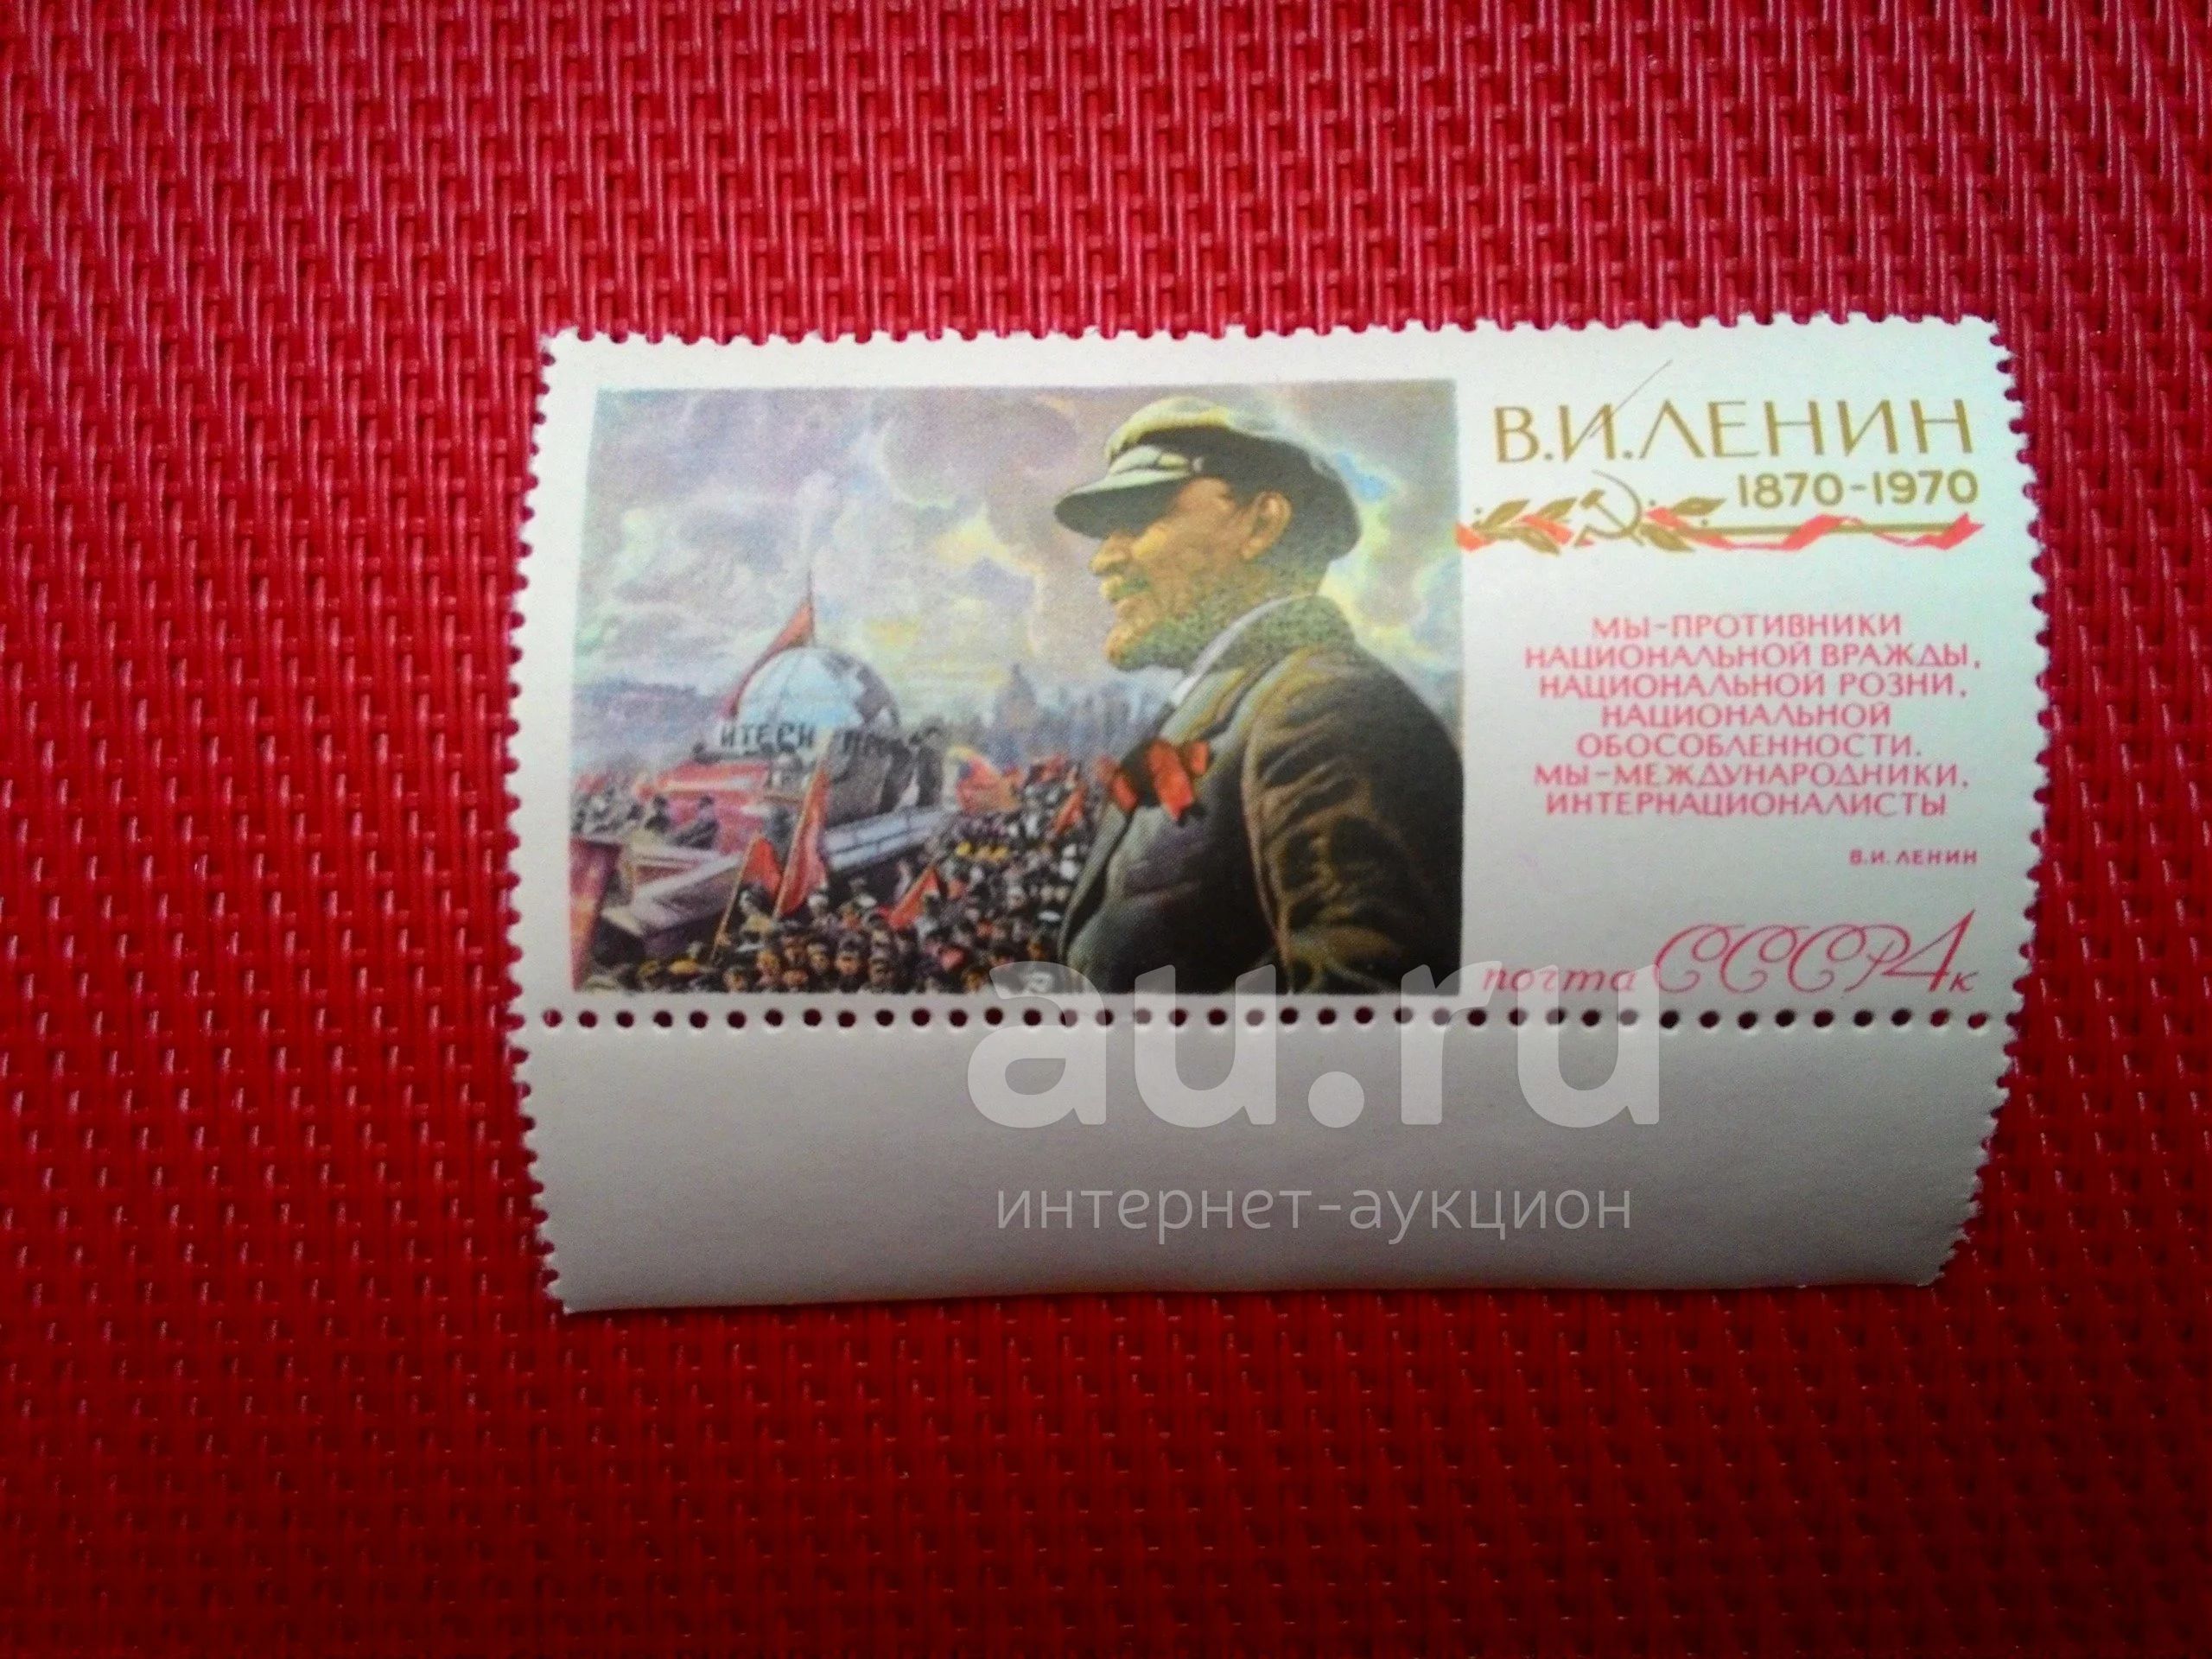 В.И.ЛЕНИН
1870-1970
МЫ-ПРОТИВНИКИ
НАЦИОНАЛЬНОЙ ВРАЖДЫ,
НАЦИОНАЛЬНОЙ РОЗНИ,
НАЦИОНАЛЬНОЙ
ОБОСОБЛЕННОСТИ.
МЫ-МЕЖДУНАРОДНИКИ,
ИНТЕРНАЦИОНАЛИСТЫ
В.И. ЛЕНИН
почта СССР 4к
ИТЕРН
au.ru
интернет-аукцион